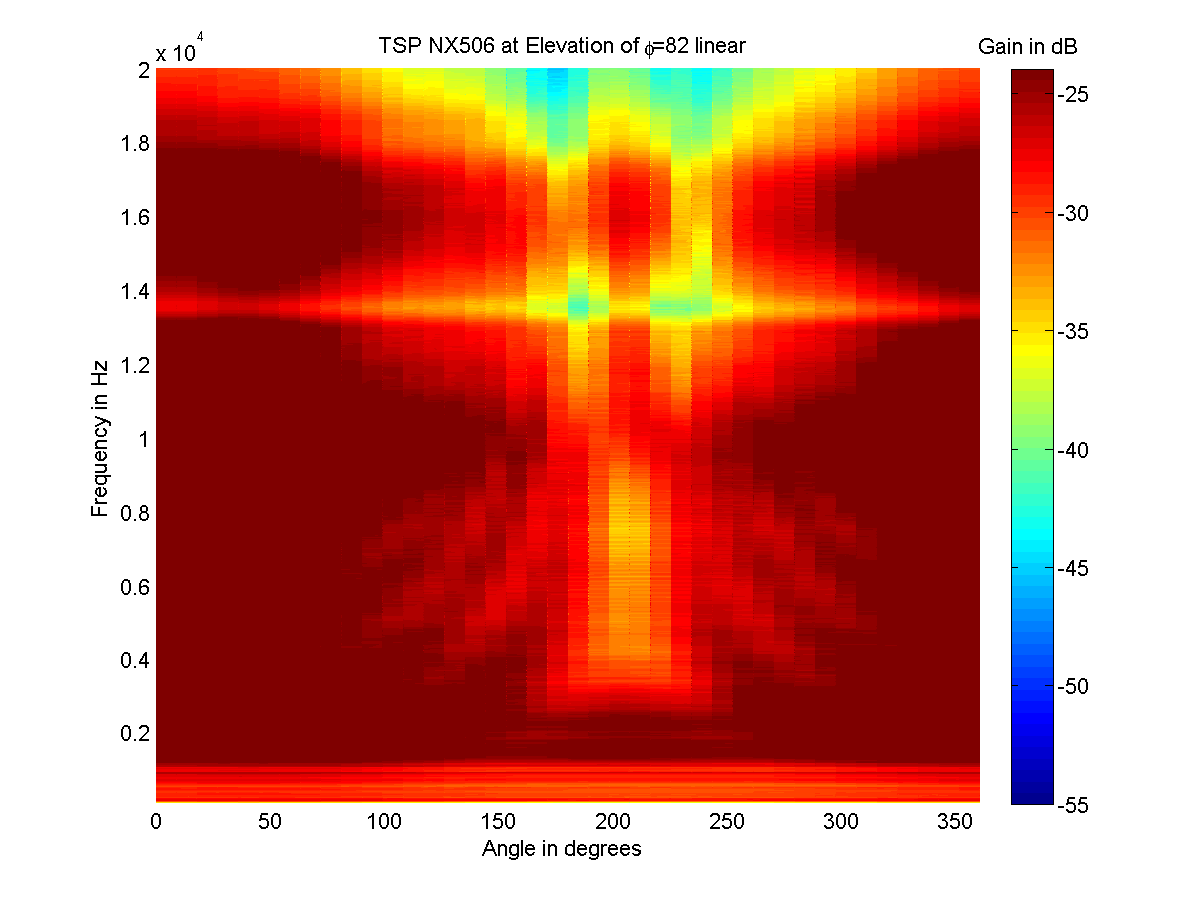 TSP NX506 at Elevation of ϕ=82 linear
Gain in dB
x 10^4
2
1.8
1.6
1.4
1.2
1
0.8
0.6
0.4
0.2
Frequency in Hz
0 50 100 150 200 250 300 350
Angle in degrees
-25
-30
-35
-40
-45
-50
-55